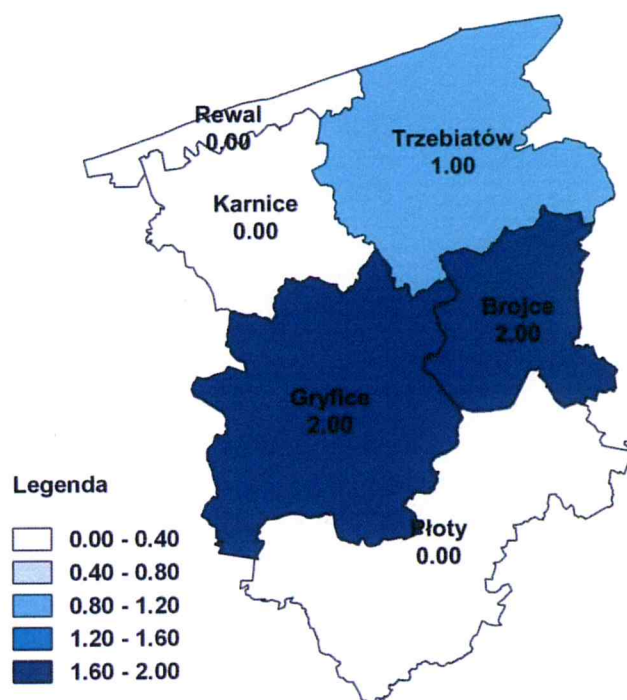 Rewal
0.00
Trzebiatów
1.00
Karnice
0.00
Brojce
2.00
Gryfice
2.00
Płoty
0.00
Legenda
0.00 - 0.40
0.40 - 0.80
0.80 - 1.20
1.20 - 1.60
1.60 - 2.00